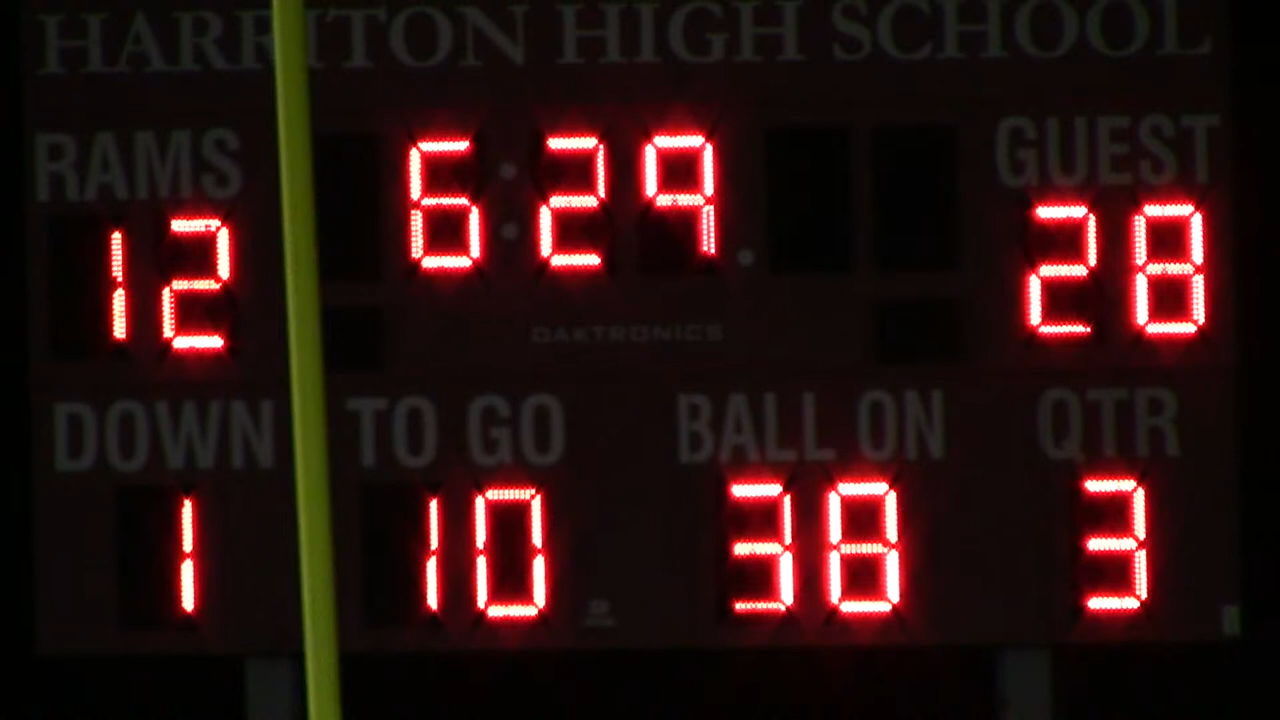 HARRITON HIGH SCHOOL
RAMS 6:29 GUEST
12 28
DAKTRONICS
DOWN TO GO BALL ON QTR
1 10 38 3